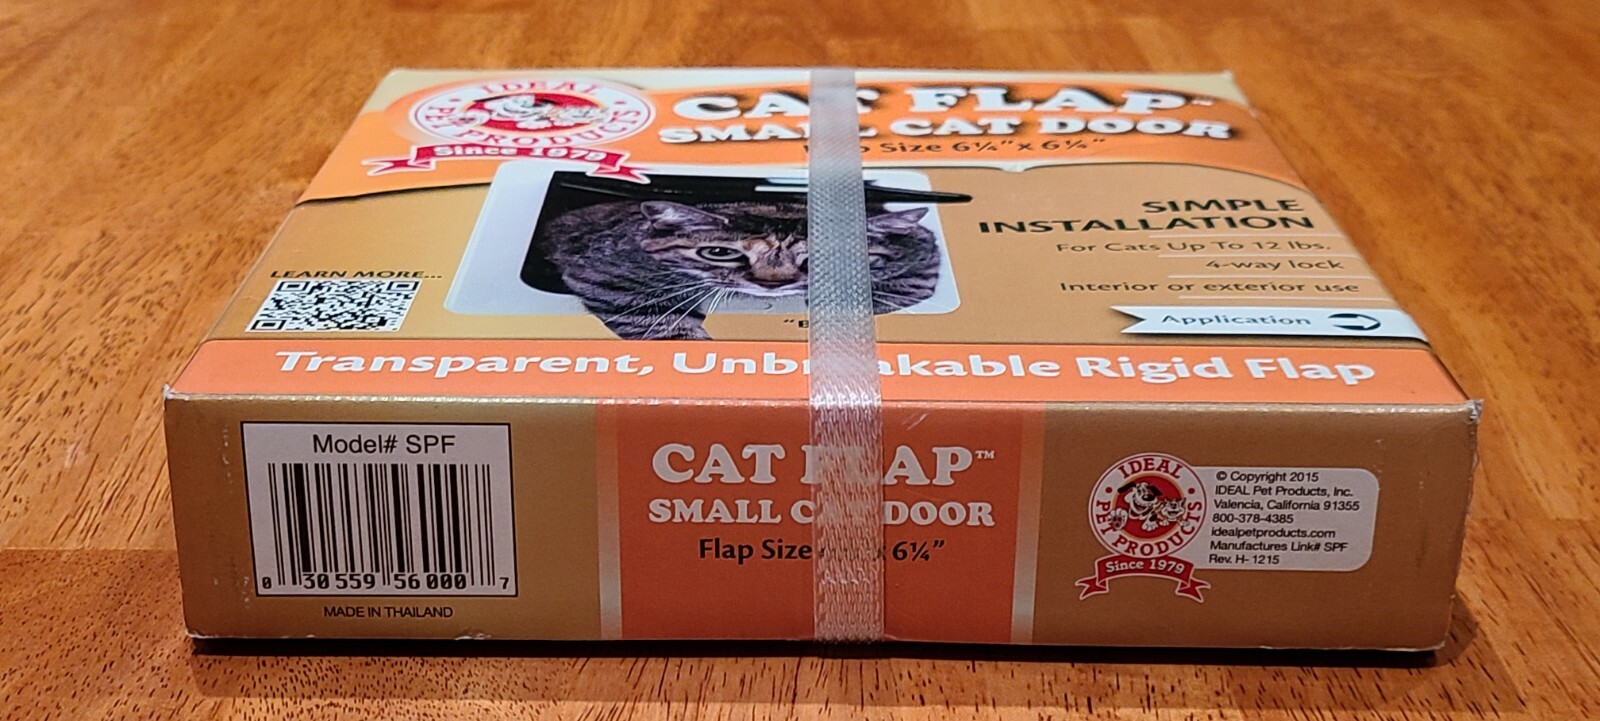 IDEAL
PET PRODUCTS
Since 1979
CAT FLAP™
SMALL CAT DOOR
Size 6¼" x 6¼"
SIMPLE
INSTALLATION
For Cats Up To 12 lbs.
4-way lock
Interior or exterior use
Application
LEARN MORE...
Transparent, Unbreakable Rigid Flap
Model# SPF
0 30559 56000 7
MADE IN THAILAND
CAT FLAP™
SMALL CAT DOOR
Flap Size 6¼"
IDEAL
PET PRODUCTS
Since 1979
© Copyright 2015
IDEAL Pet Products, Inc.
Valencia, California 91355
800-378-4385
idealpetproducts.com
Manufactures Link# SPF
Rev. H- 1215